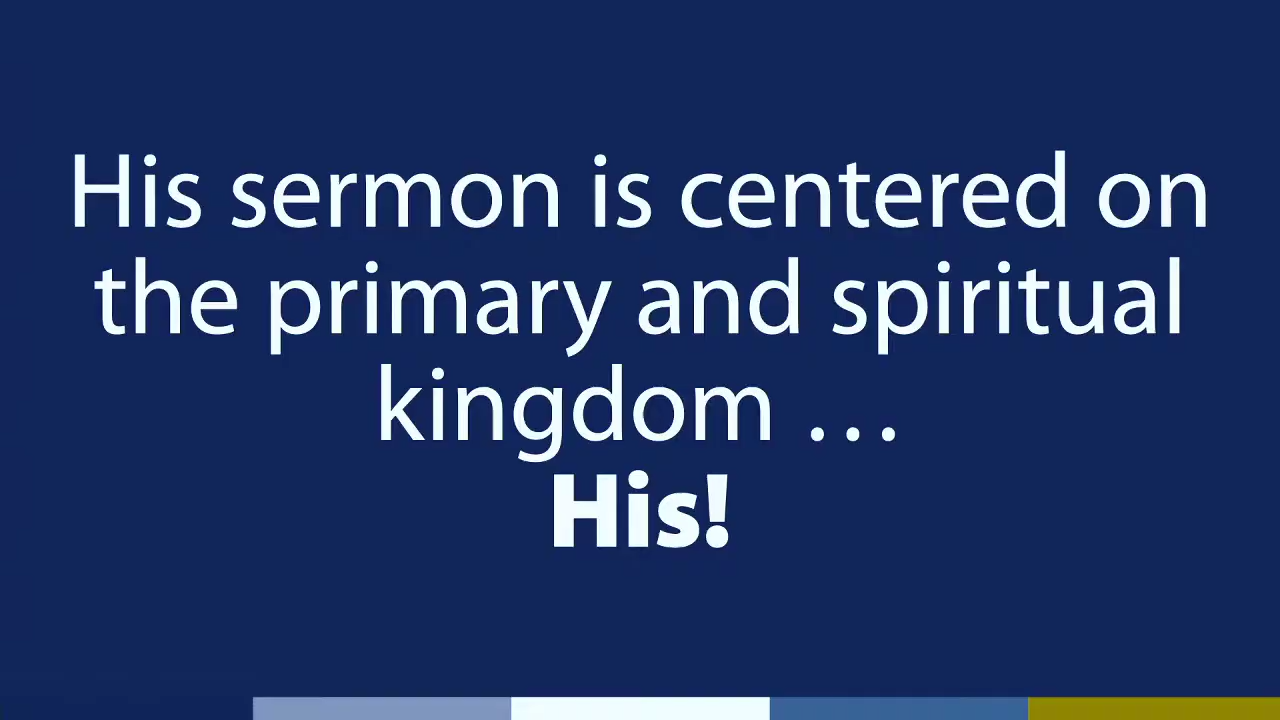 His sermon is centered on
the primary and spiritual
kingdom …
His!